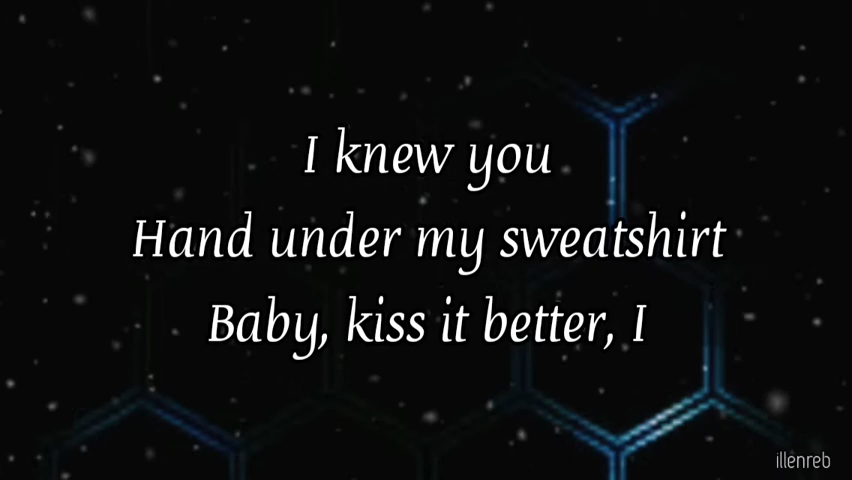 I knew you
Hand under my sweatshirt
Baby, kiss it better, I
illenreb